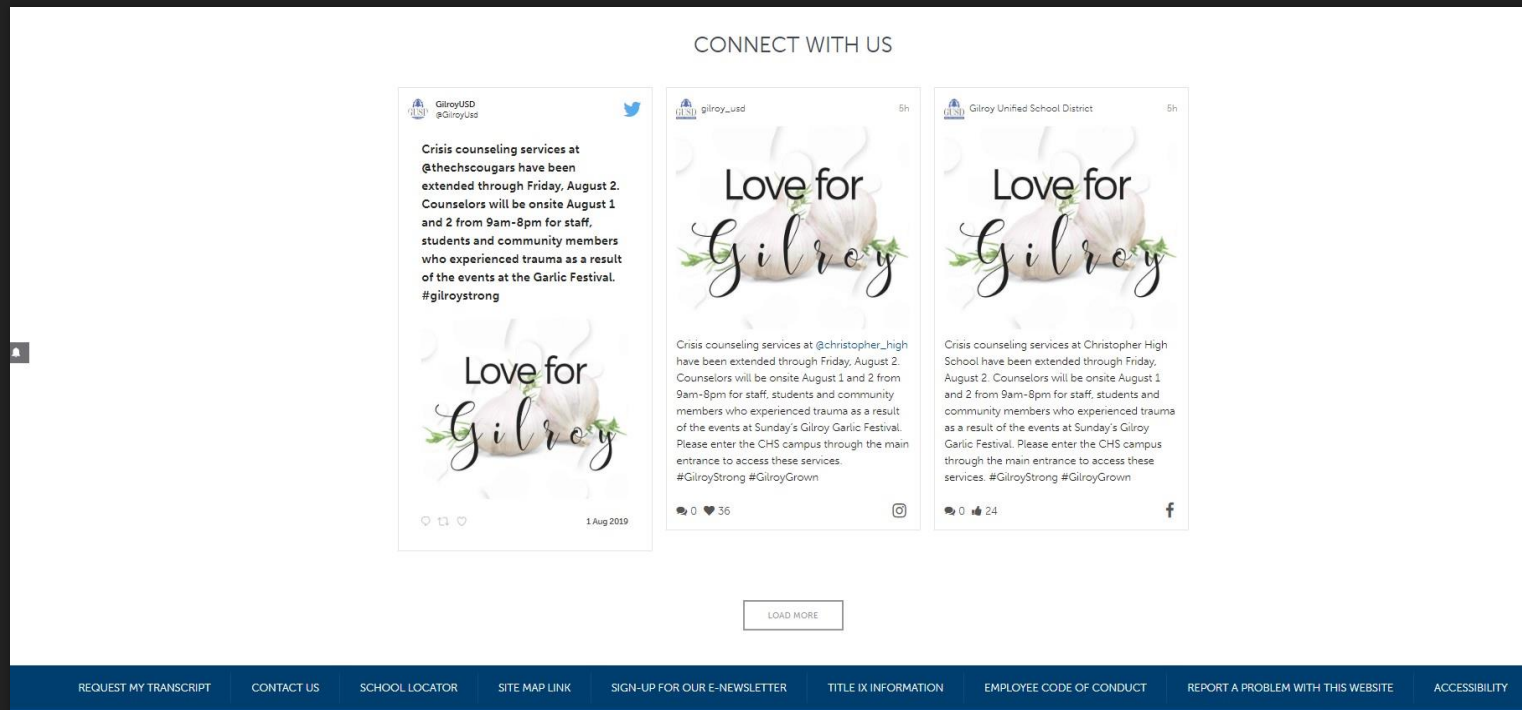 CONNECT WITH US
GUSD
GilroyUSD
@GilroyUsd
Crisis counseling services at
@thechscougars have been
extended through Friday, August 2.
Counselors will be onsite August 1
and 2 from 9am-8pm for staff,
students and community members
who experienced trauma as a result
of the events at the Garlic Festival.
#gilroystrong
Love for
Gilroy
1 Aug 2019
GUSD
gilroy_usd
5h
Love for
Gilroy
Crisis counseling services at @christopher_high
have been extended through Friday, August 2.
Counselors will be onsite August 1 and 2 from
9am-8pm for staff, students and community
members who experienced trauma as a result
of the events at Sunday's Gilroy Garlic Festival.
Please enter the CHS campus through the main
entrance to access these services.
#GilroyStrong #GilroyGrown
0 36
GUSD
Gilroy Unified School District
5h
Love for
Gilroy
Crisis counseling services at Christopher High
School have been extended through Friday,
August 2. Counselors will be onsite August 1
and 2 from 9am-8pm for staff, students and
community members who experienced trauma
as a result of the events at Sunday's Gilroy
Garlic Festival. Please enter the CHS campus
through the main entrance to access these
services. #GilroyStrong #GilroyGrown
0 24
LOAD MORE
REQUEST MY TRANSCRIPT CONTACT US SCHOOL LOCATOR SITE MAP LINK SIGN-UP FOR OUR E-NEWSLETTER TITLE IX INFORMATION EMPLOYEE CODE OF CONDUCT REPORT A PROBLEM WITH THIS WEBSITE ACCESSIBILITY